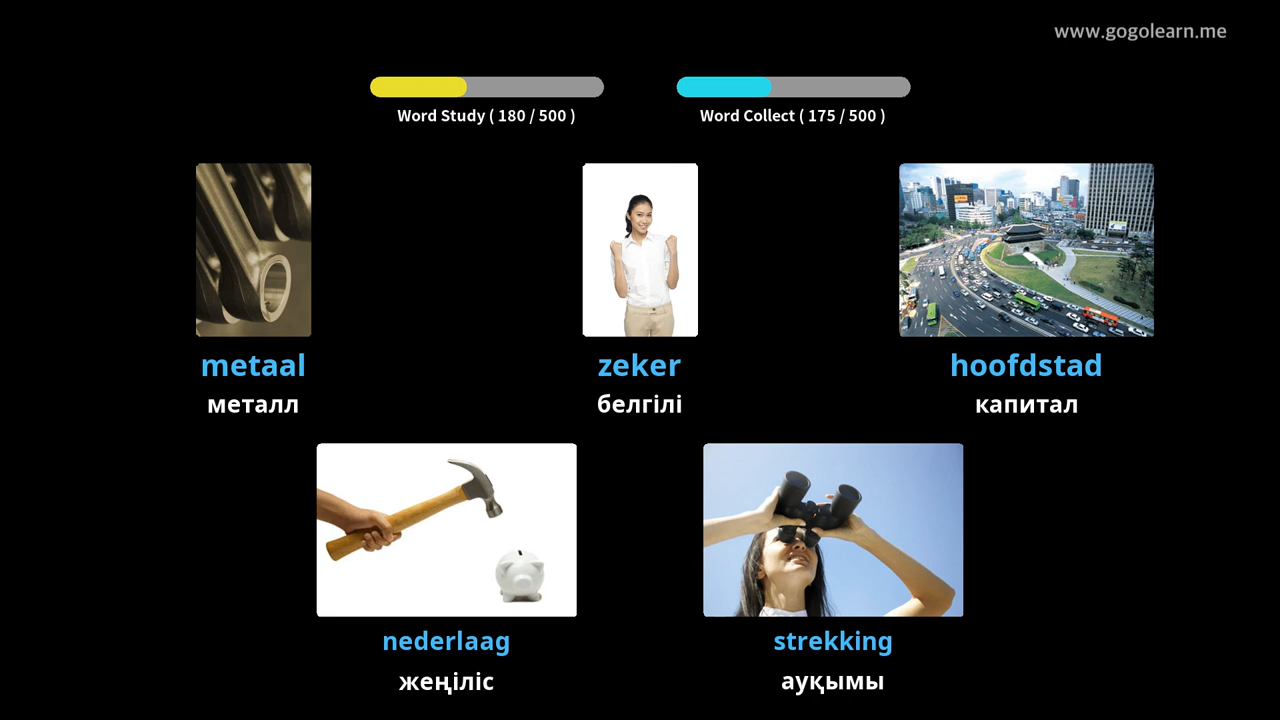 www.gogolearn.me
Word Study ( 180 / 500 )
Word Collect ( 175 / 500 )
metaal
металл
zeker
белгілі
hoofdstad
капитал
nederlaag
жеңіліс
strekking
ауқымы